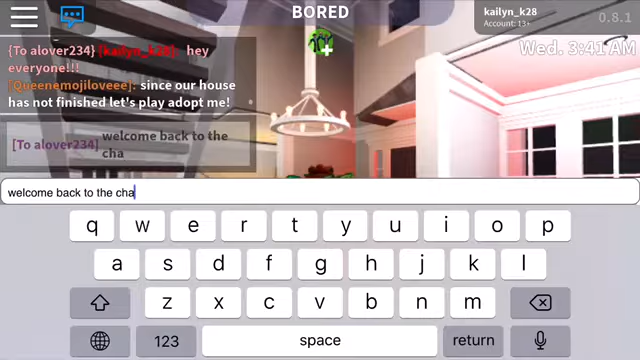 BORED
kailyn_k28
Account: 13+
0.8.1
Wed. 3:41 AM
{To alover234} [kailyn_k28]: hey
everyone!!!
[Queenemojiloveee]: since our house
has not finished let's play adopt me!
[To alover234] welcome back to the
cha
welcome back to the cha
q w e r t y u i o p
a s d f g h j k l
z x c v b n m
123 space return